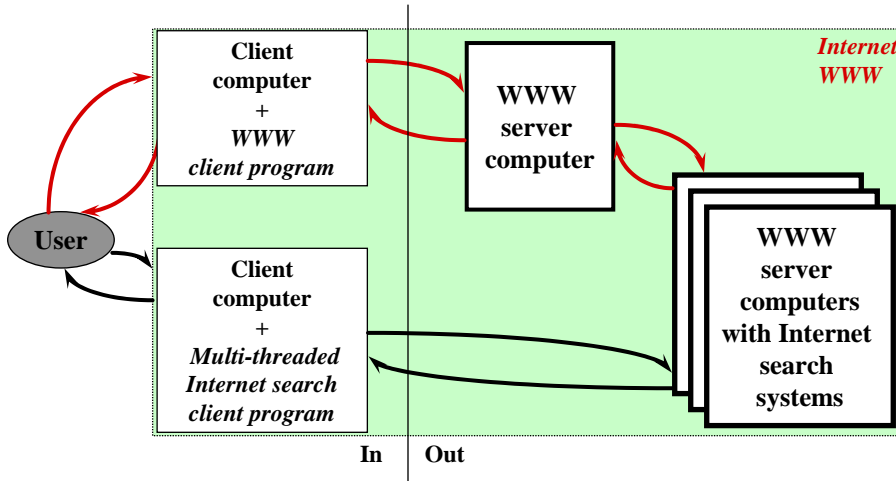 Client
computer
+
WWW
client program
WWW
server
computer
Internet
WWW
User
Client
computer
+
Multi-threaded
Internet search
client program
WWW
server
computers
with Internet
search
systems
In
Out